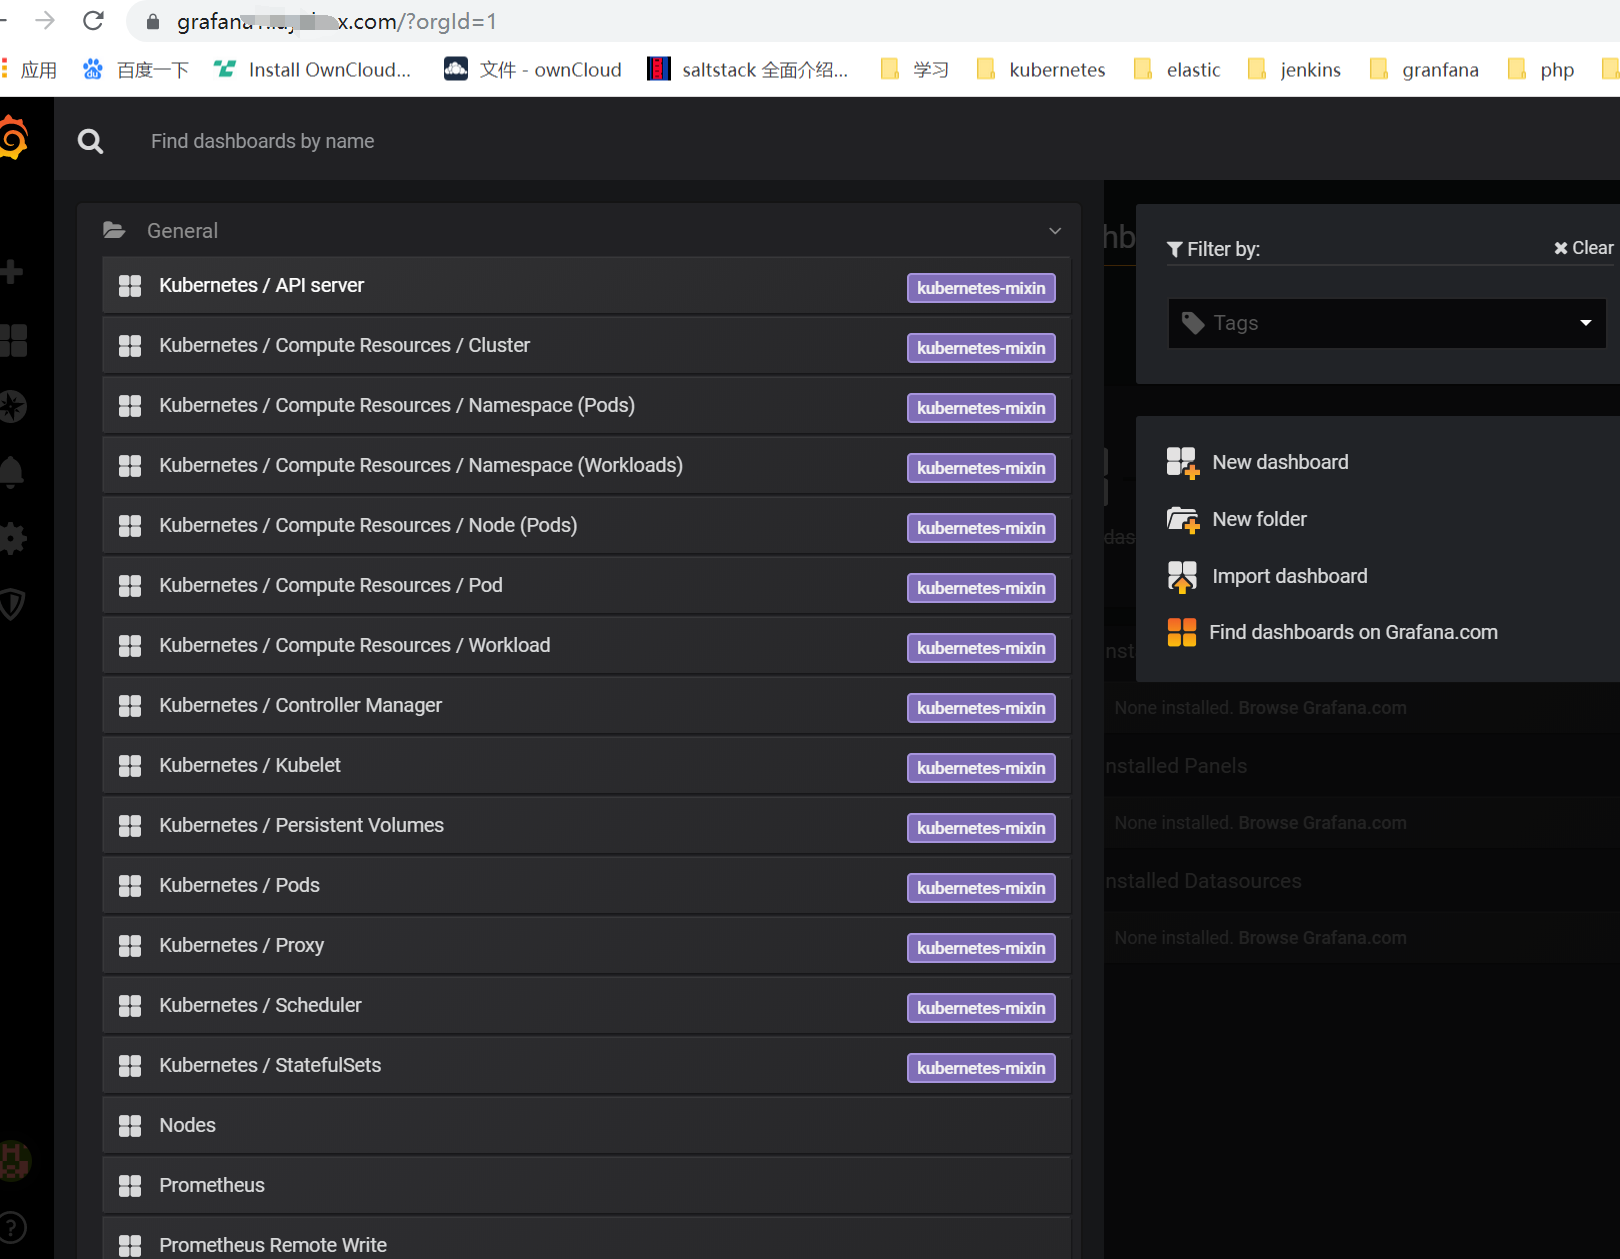 grafana x.com/?orgId=1
应用 百度一下 Install OwnCloud... 文件 - ownCloud saltstack 全面介绍... 学习 kubernetes elastic jenkins granfana php
Find dashboards by name
General
Kubernetes / API server kubernetes-mixin
Kubernetes / Compute Resources / Cluster kubernetes-mixin
Kubernetes / Compute Resources / Namespace (Pods) kubernetes-mixin
Kubernetes / Compute Resources / Namespace (Workloads) kubernetes-mixin
Kubernetes / Compute Resources / Node (Pods) kubernetes-mixin
Kubernetes / Compute Resources / Pod kubernetes-mixin
Kubernetes / Compute Resources / Workload kubernetes-mixin
Kubernetes / Controller Manager kubernetes-mixin
Kubernetes / Kubelet kubernetes-mixin
Kubernetes / Persistent Volumes kubernetes-mixin
Kubernetes / Pods kubernetes-mixin
Kubernetes / Proxy kubernetes-mixin
Kubernetes / Scheduler kubernetes-mixin
Kubernetes / StatefulSets kubernetes-mixin
Nodes
Prometheus
Prometheus Remote Write
hb
Filter by: Clear
Tags
das
New dashboard
New folder
Import dashboard
Find dashboards on Grafana.com
nst
None installed. Browse Grafana.com
nstalled Panels
None installed. Browse Grafana.com
nstalled Datasources
None installed. Browse Grafana.com